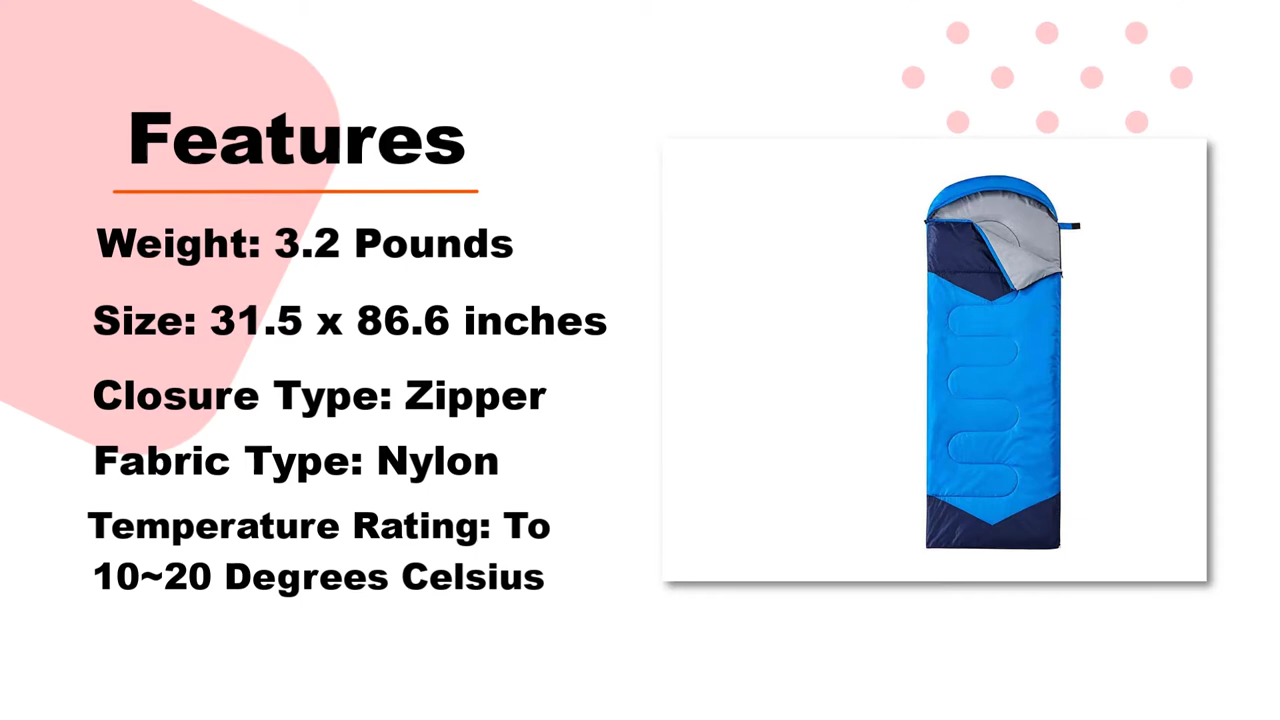 Features
Weight: 3.2 Pounds
Size: 31.5 x 86.6 inches
Closure Type: Zipper
Fabric Type: Nylon
Temperature Rating: To
10~20 Degrees Celsius